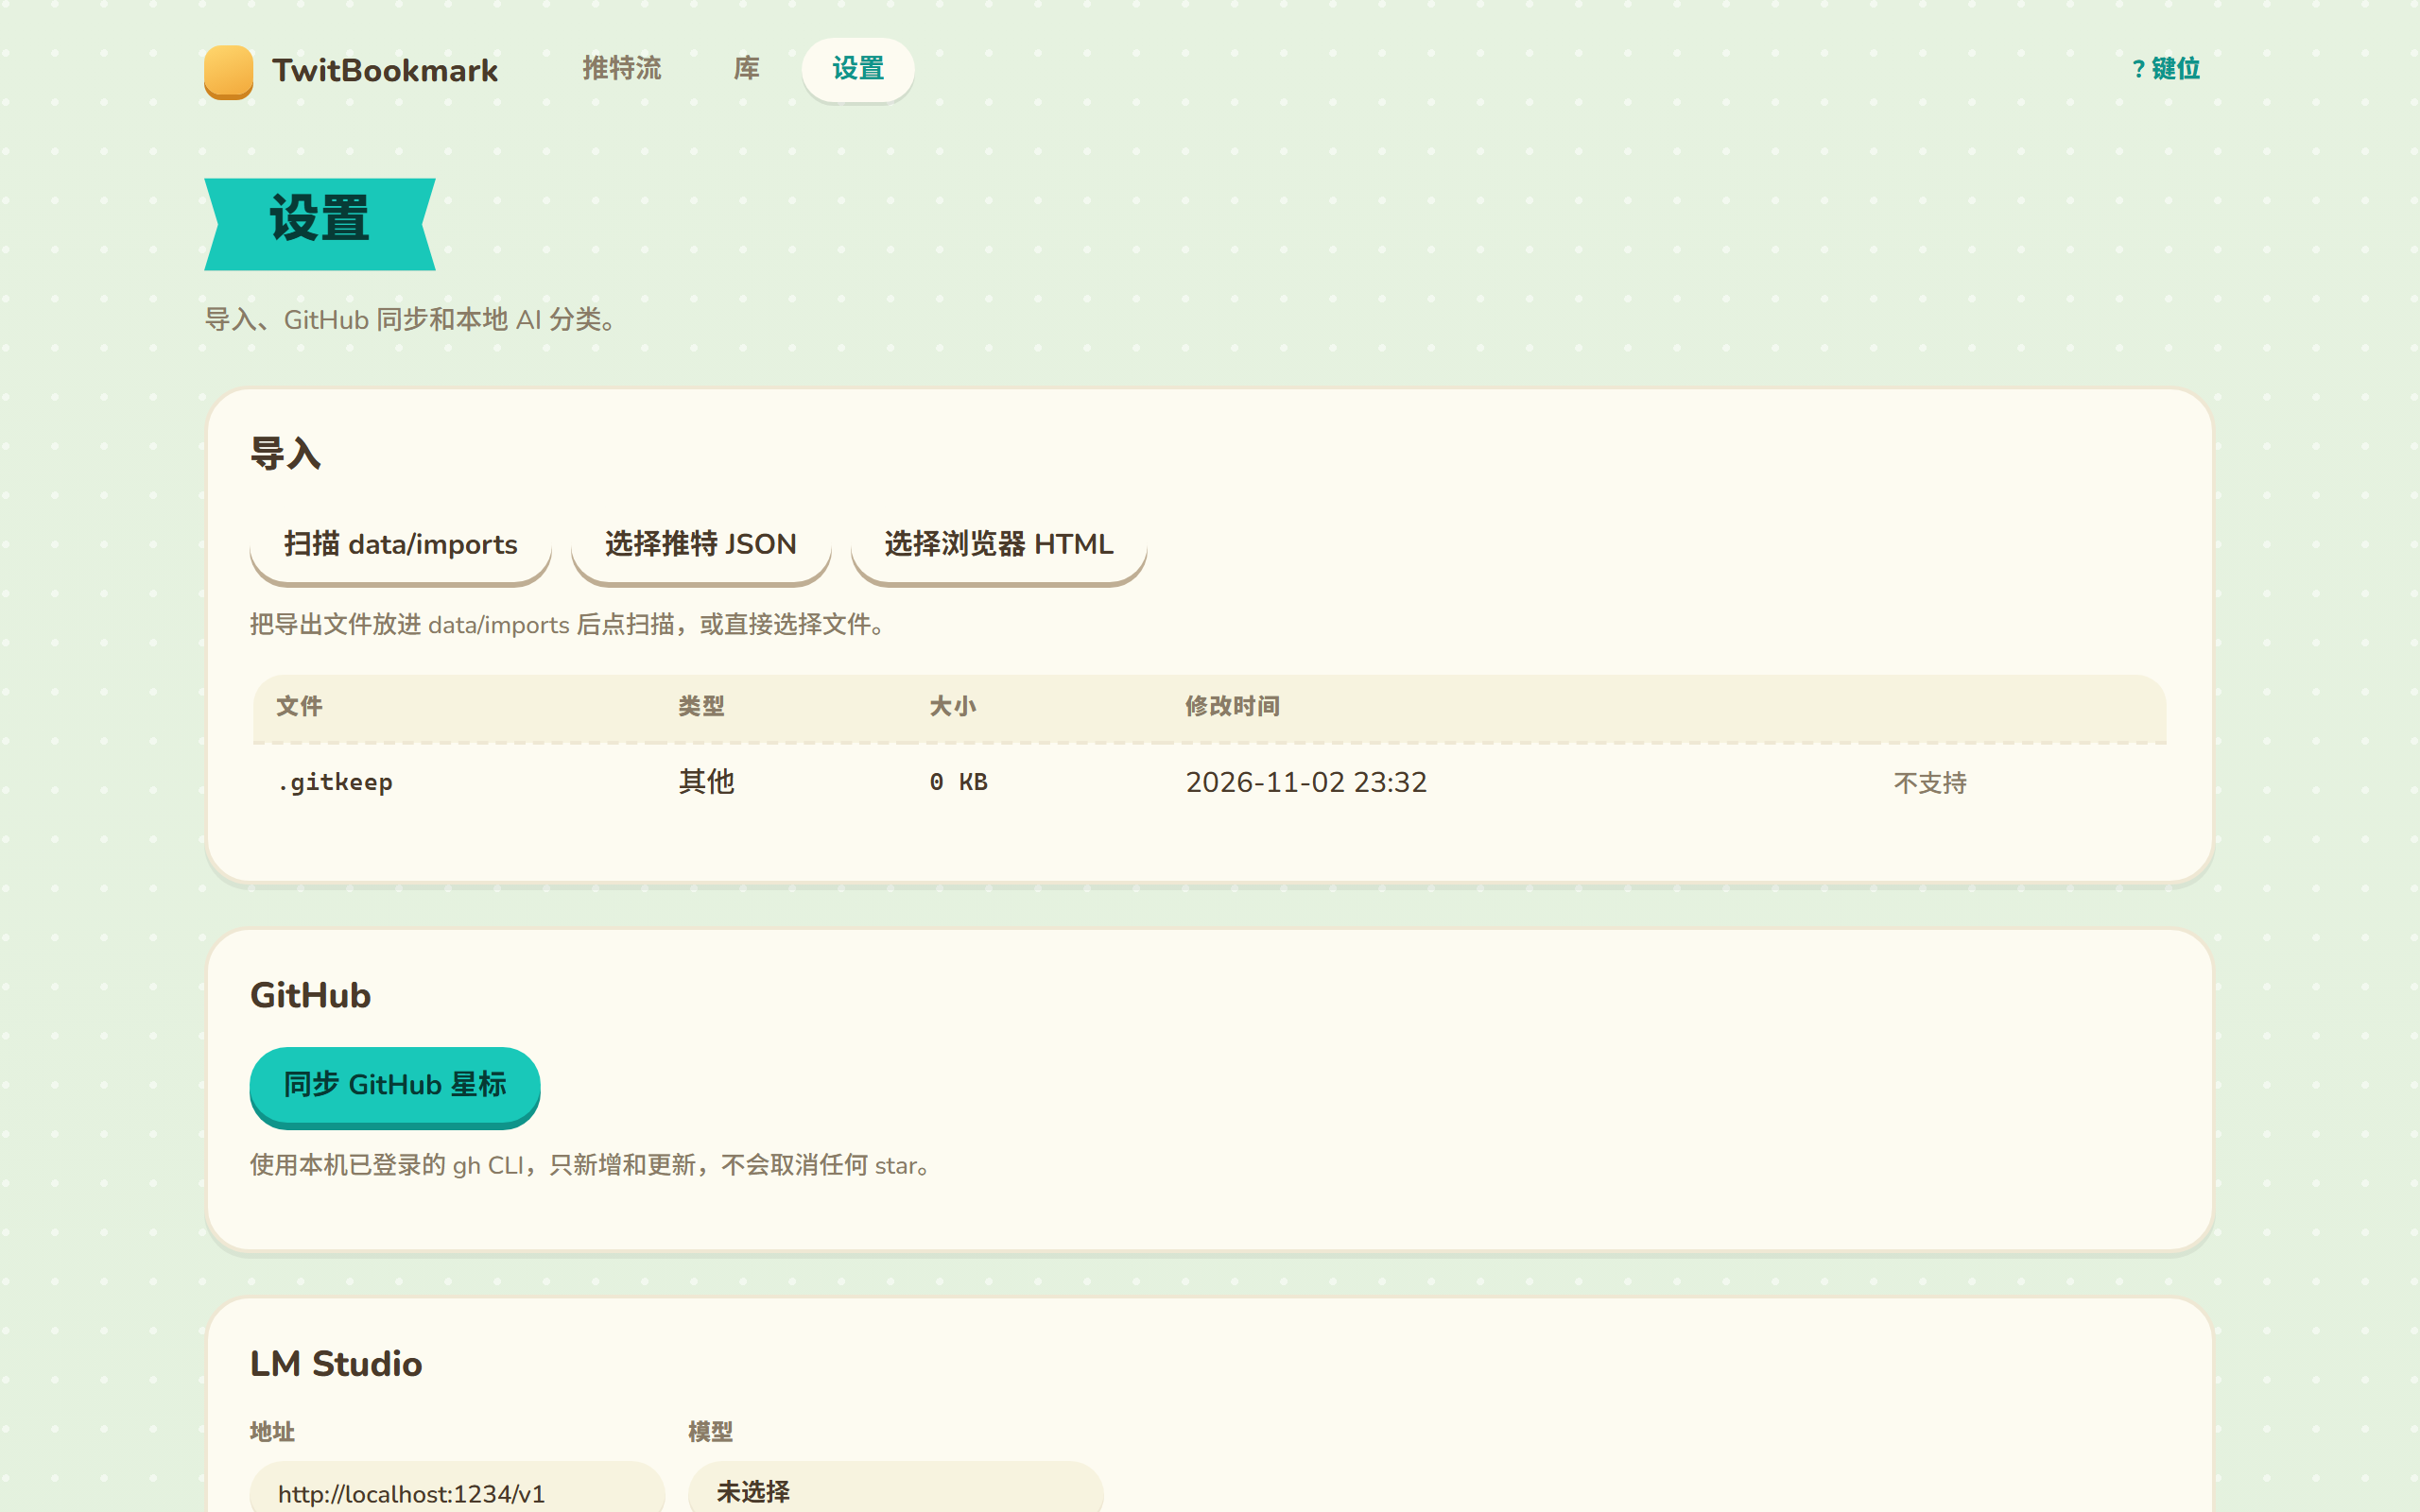 TwitBookmark 推特流 库 设置 ? 键位
设置
导入、GitHub 同步和本地 AI 分类。
导入
扫描 data/imports 选择推特 JSON 选择浏览器 HTML
把导出文件放进 data/imports 后点扫描，或直接选择文件。
文件 类型 大小 修改时间
.gitkeep 其他 0 KB 2026-11-02 23:32 不支持
GitHub
同步 GitHub 星标
使用本机已登录的 gh CLI，只新增和更新，不会取消任何 star。
LM Studio
地址 模型
http://localhost:1234/v1 未选择